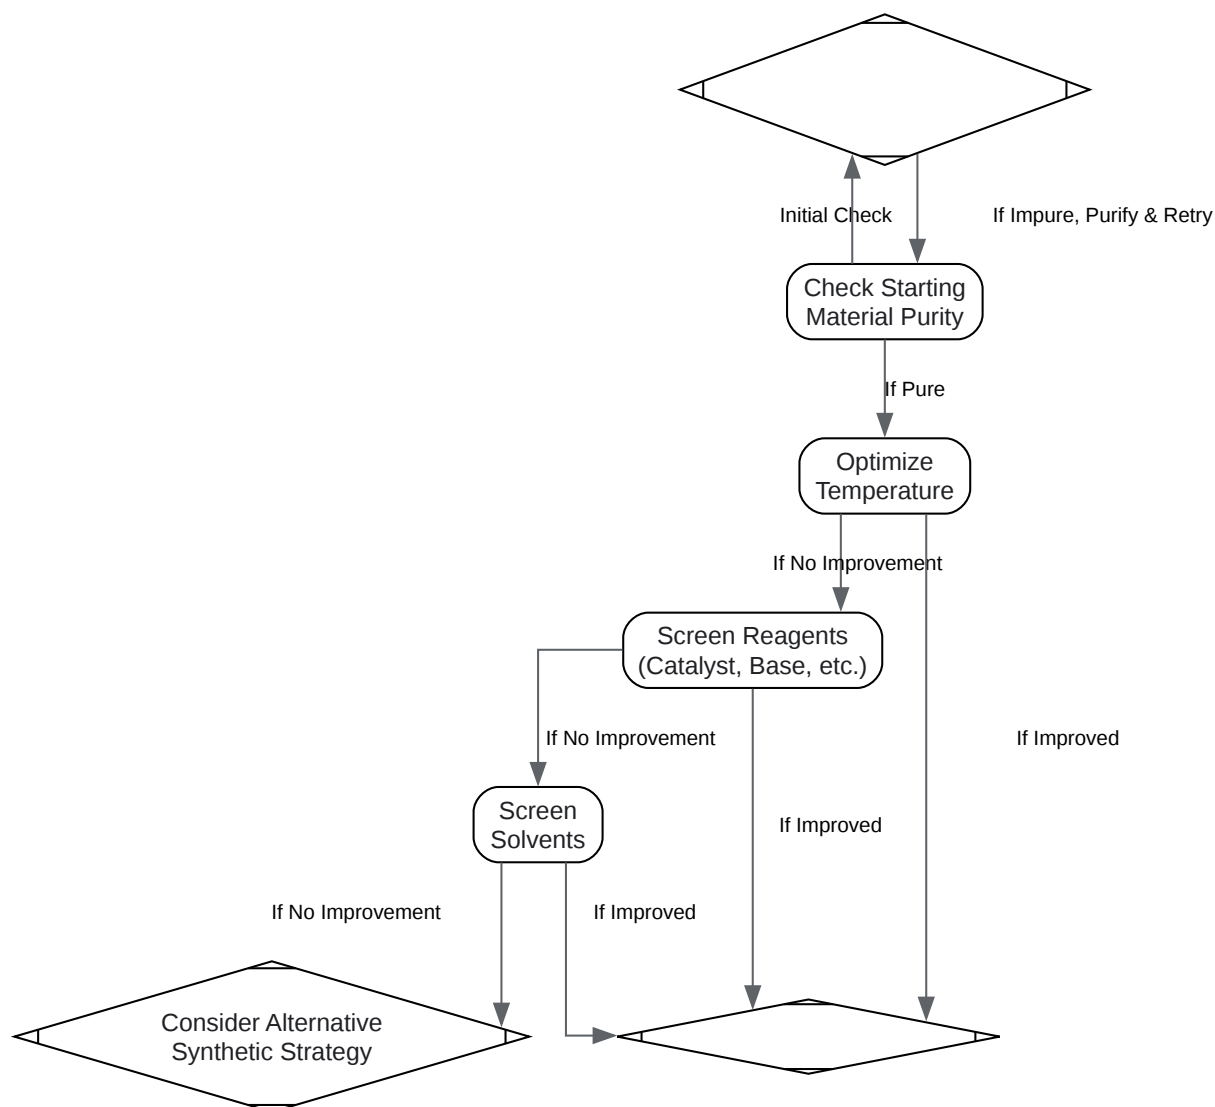 Initial Check
If Impure, Purify & Retry
Check Starting
Material Purity
If Pure
Optimize
Temperature
If No Improvement
Screen Reagents
(Catalyst, Base, etc.)
If No Improvement
If Improved
Screen
Solvents
If Improved
If No Improvement
If Improved
Consider Alternative
Synthetic Strategy